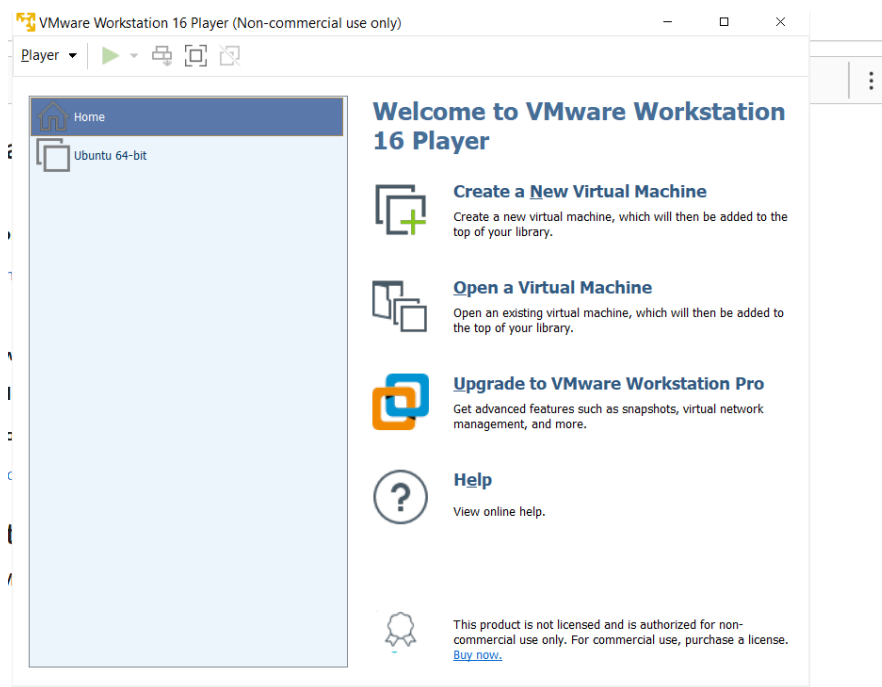 VMware Workstation 16 Player (Non-commercial use only)
Player
Home
Ubuntu 64-bit
Welcome to VMware Workstation
16 Player
Create a New Virtual Machine
Create a new virtual machine, which will then be added to the
top of your library.
Open a Virtual Machine
Open an existing virtual machine, which will then be added to
the top of your library.
Upgrade to VMware Workstation Pro
Get advanced features such as snapshots, virtual network
management, and more.
Help
View online help.
This product is not licensed and is authorized for non-
commercial use only. For commercial use, purchase a license.
Buy now.